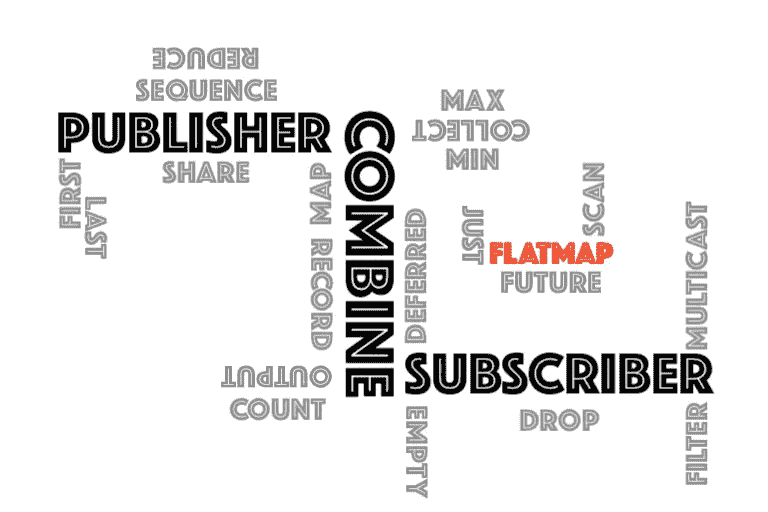 REDUCE
SEQUENCE
PUBLISHER
SHARE
FIRST
LAST
MAP
RECORD
OUTPUT
COUNT
COMBINE
MAX
COLLECT
MIN
JUST
SCAN
FLATMAP
FUTURE
DEFERRED
MULTICAST
SUBSCRIBER
EMPTY
DROP
FILTER